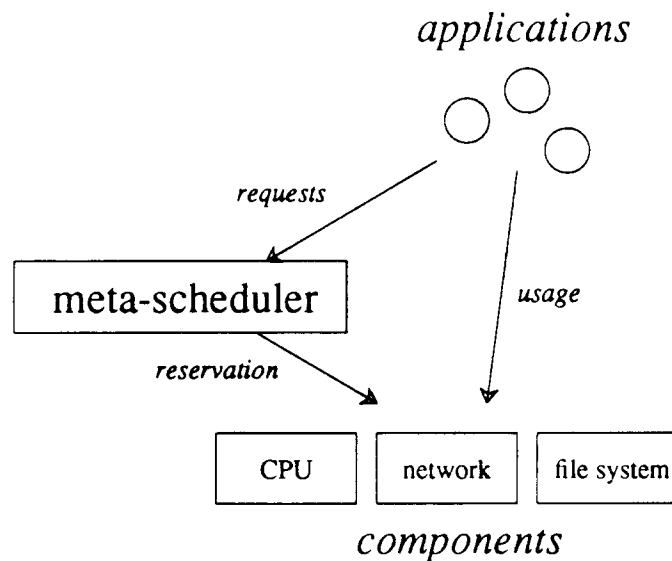 applications
requests
meta-scheduler
usage
reservation
CPU
network
file system
components